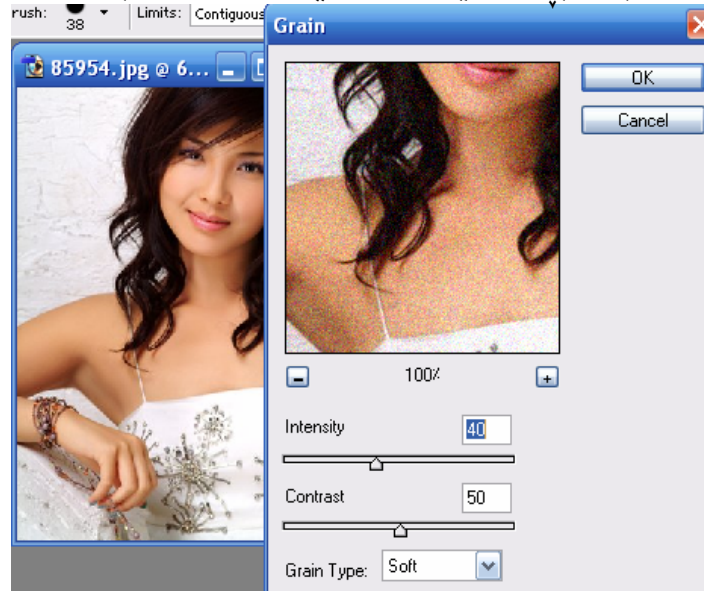 rush: 38 Limits: Contiguous
Grain
85954.jpg @ 6...
OK
Cancel
100%
Intensity 40
Contrast 50
Grain Type: Soft